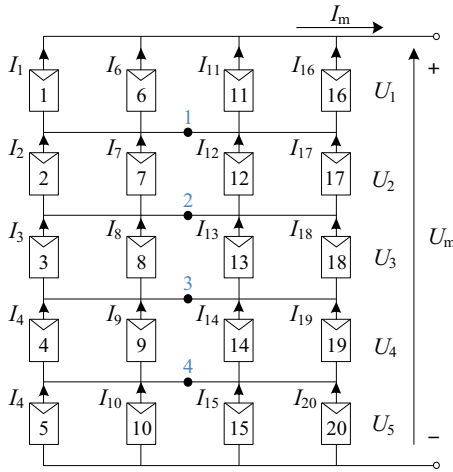 Iₘ
I₁ I₆ I₁₁ I₁₆ +
1 6 11 16 U₁
1
I₂ I₇ I₁₂ I₁₇
2 7 12 17 U₂
2
I₃ I₈ I₁₃ I₁₈ Uₘ
3 8 13 18 U₃
3
I₄ I₉ I₁₄ I₁₉
4 9 14 19 U₄
4
I₄ I₁₀ I₁₅ I₂₀
5 10 15 20 U₅ −